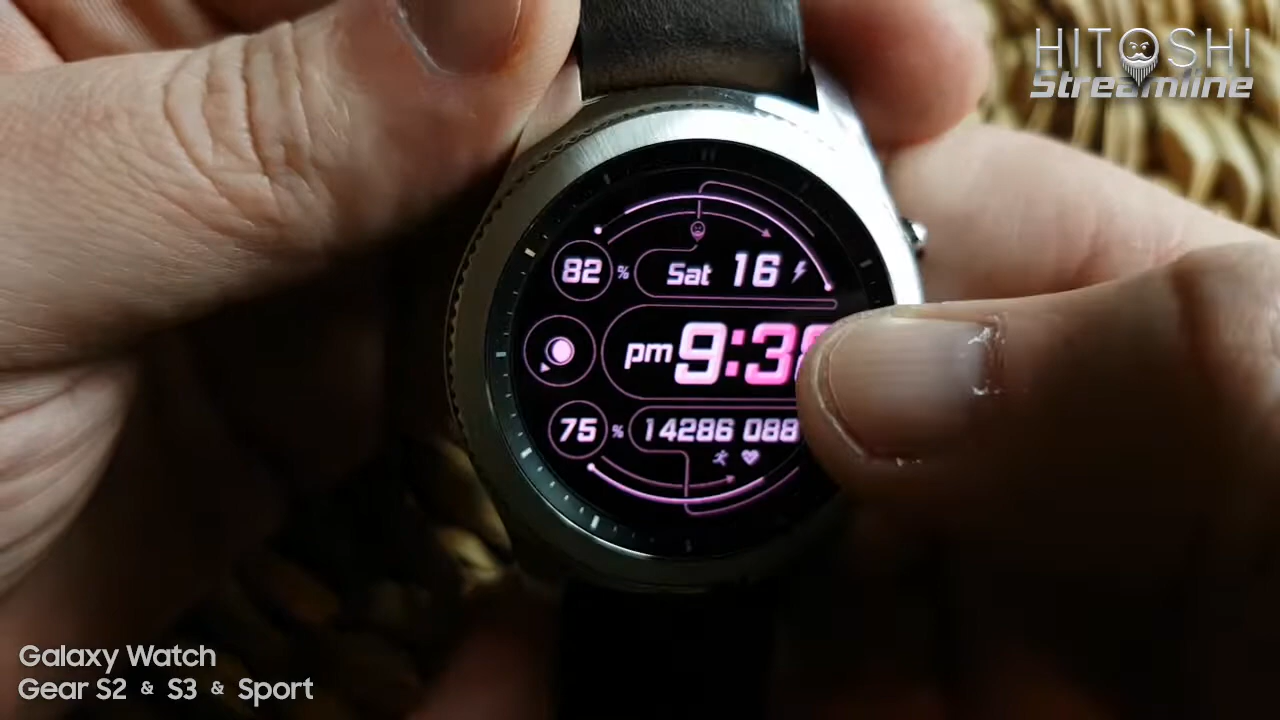 HITOSHI
Streamline
82 % Sat 16
pm 9:3
75 % 14286 088
Galaxy Watch
Gear S2 & S3 & Sport